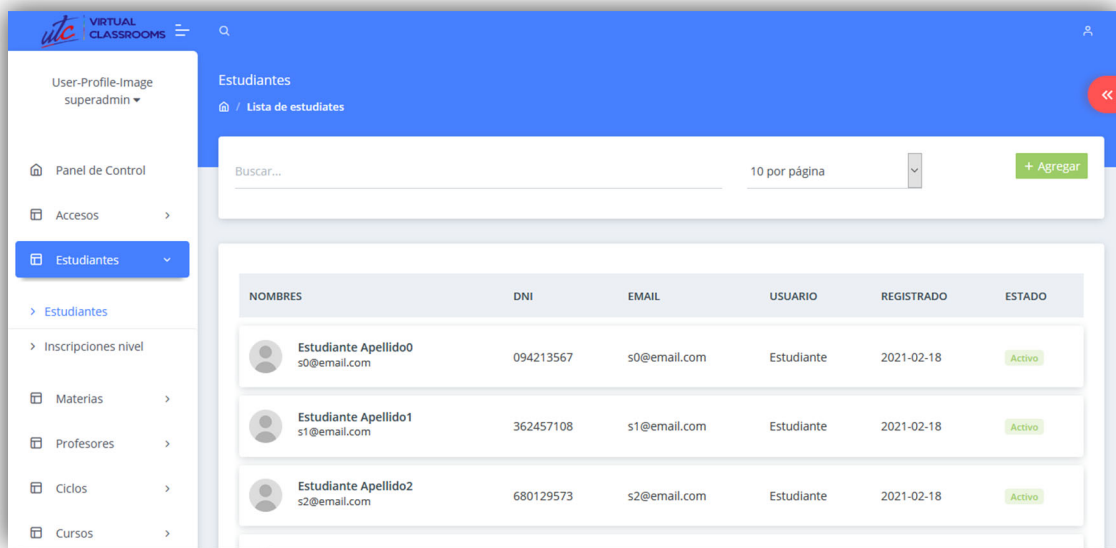 utc VIRTUAL
CLASSROOMS
User-Profile-Image
superadmin
Panel de Control
Accesos
Estudiantes
Estudiantes
Inscripciones nivel
Materias
Profesores
Ciclos
Cursos
Estudiantes
/ Lista de estudiates
Buscar...
10 por página
+ Agregar
NOMBRES DNI EMAIL USUARIO REGISTRADO ESTADO
Estudiante Apellido0
s0@email.com
094213567 s0@email.com Estudiante 2021-02-18 Activo
Estudiante Apellido1
s1@email.com
362457108 s1@email.com Estudiante 2021-02-18 Activo
Estudiante Apellido2
s2@email.com
680129573 s2@email.com Estudiante 2021-02-18 Activo